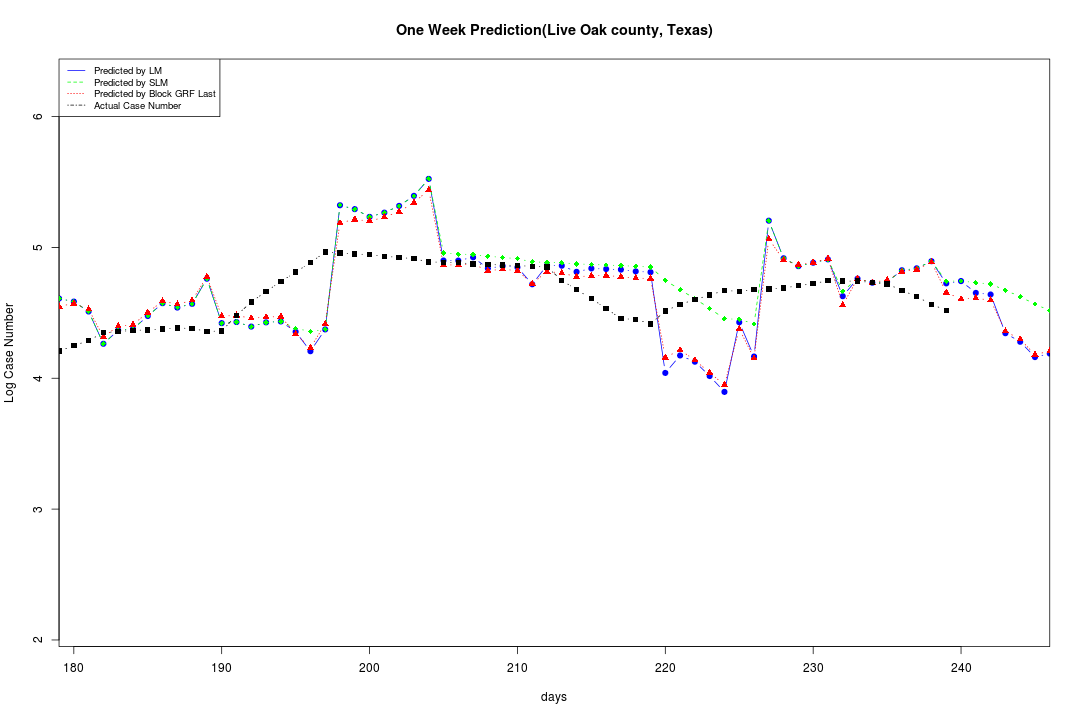 One Week Prediction(Live Oak county, Texas)
Predicted by LM
Predicted by SLM
Predicted by Block GRF Last
Actual Case Number
Log Case Number
6
5
4
3
2
180 190 200 210 220 230 240
days